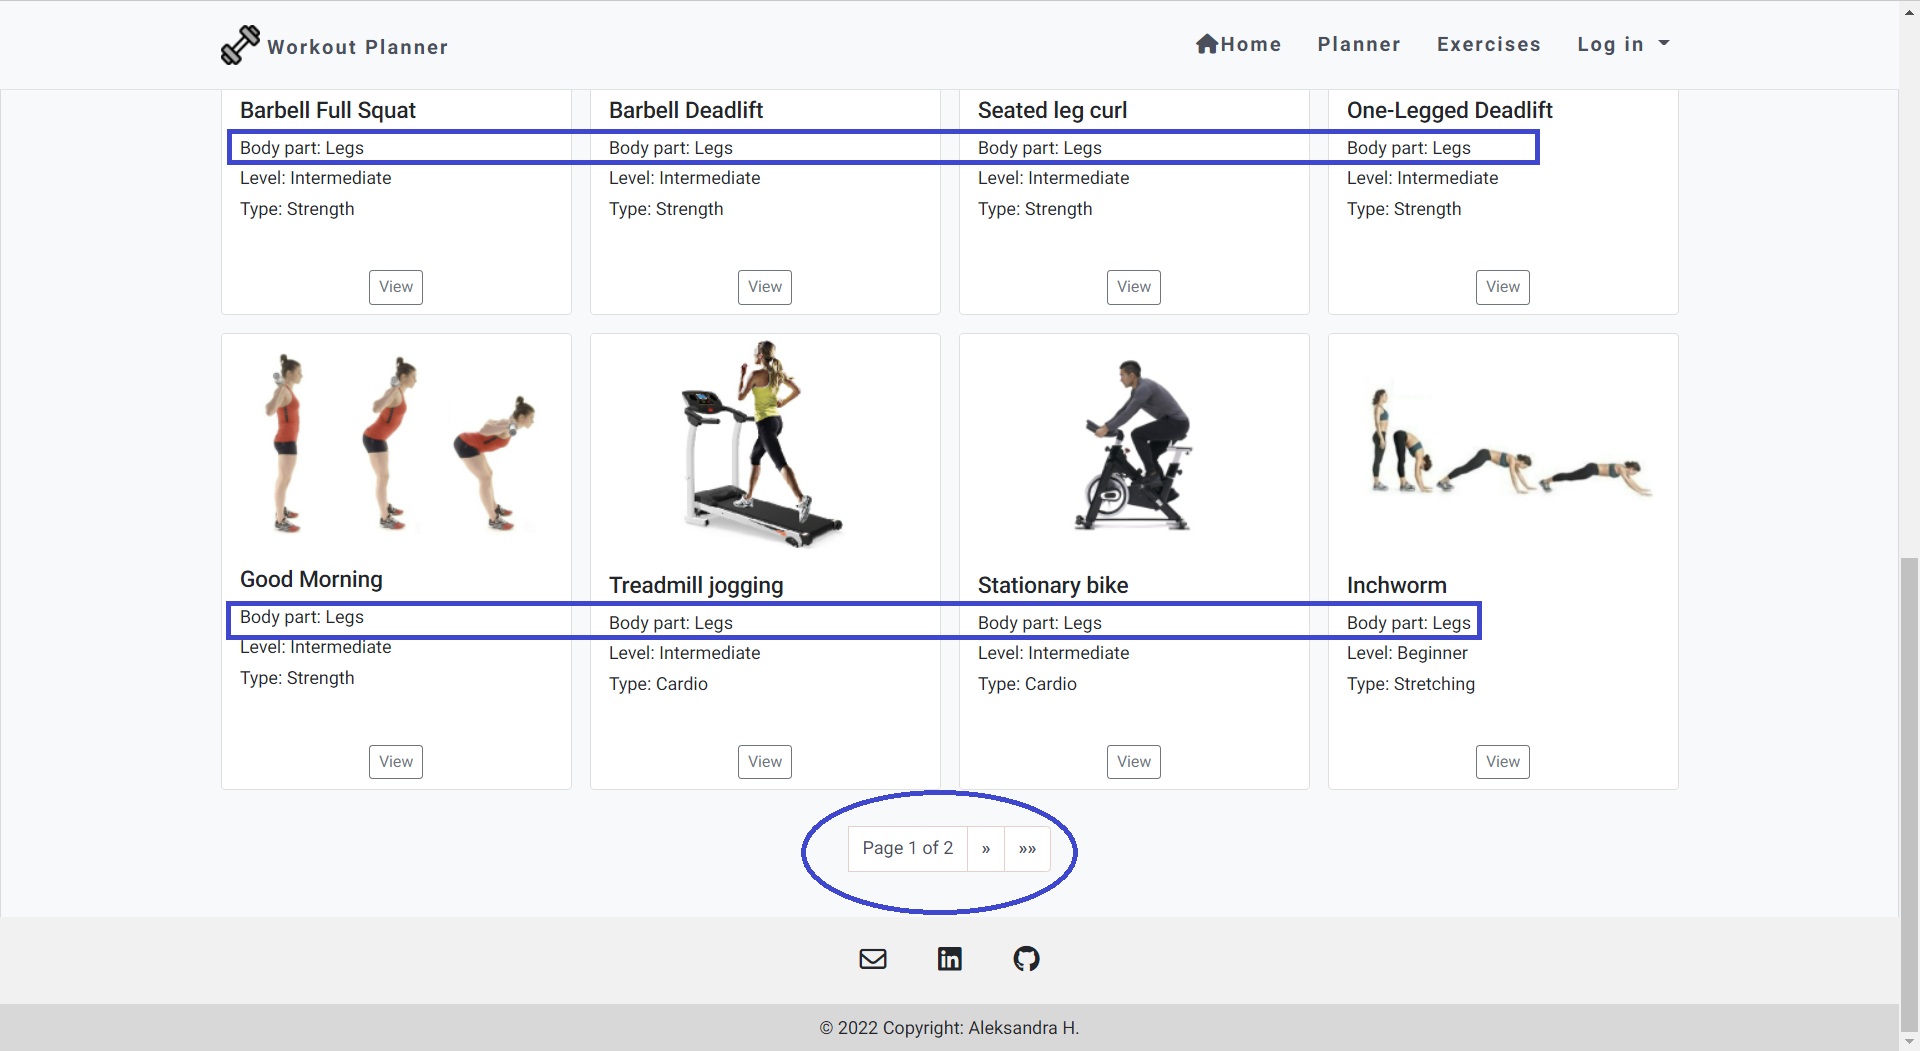 Workout Planner Home Planner Exercises Log in
Barbell Full Squat Barbell Deadlift Seated leg curl One-Legged Deadlift
Body part: Legs Body part: Legs Body part: Legs Body part: Legs
Level: Intermediate Level: Intermediate Level: Intermediate Level: Intermediate
Type: Strength Type: Strength Type: Strength Type: Strength
View View View View
Good Morning Treadmill jogging Stationary bike Inchworm
Body part: Legs Body part: Legs Body part: Legs Body part: Legs
Level: Intermediate Level: Intermediate Level: Intermediate Level: Beginner
Type: Strength Type: Cardio Type: Cardio Type: Stretching
View View View View
Page 1 of 2 » »»
in
© 2022 Copyright: Aleksandra H.